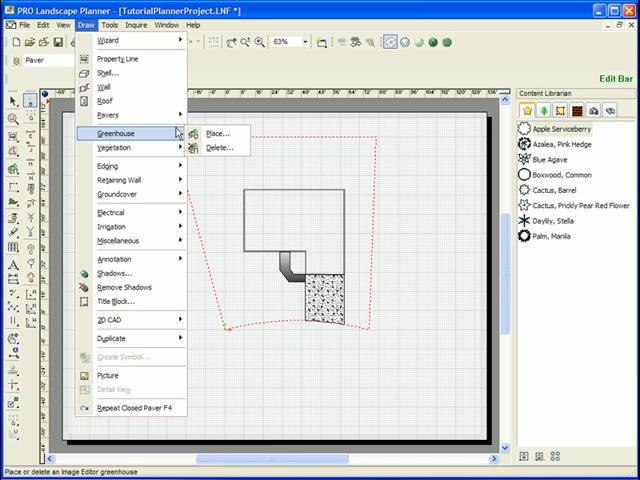 PRO Landscape Planner - [TutorialPlannerProject.LNF *]
File Edit View Draw Tools Inquire Window Help
63%
Paver
Edit Bar
Content Librarian
Wizard
Property Line
Shell...
Wall
Roof
Pavers
Greenhouse
Vegetation
Edging
Retaining Wall
Groundcover
Electrical
Irrigation
Miscellaneous
Annotation
Shadows...
Remove Shadows
Title Block...
2D CAD
Duplicate
Create Symbol...
Picture
Detail View
Repeat Closed Paver F4
Place...
Delete...
Apple Serviceberry
Azalea, Pink Hedge
Blue Agave
Boxwood, Common
Cactus, Barrel
Cactus, Prickly Pear Red Flower
Daylily, Stella
Palm, Manila
Place or delete an Image Editor greenhouse